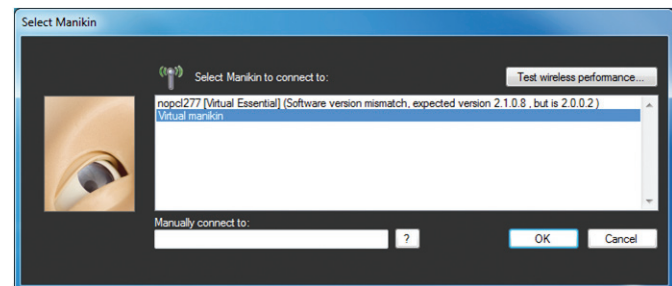 Select Manikin
Select Manikin to connect to:
Test wireless performance...
nopcl277 [Virtual Essential] (Software version mismatch, expected version 2.1.0.8 , but is 2.0.0.2 )
Virtual manikin
Manually connect to:
?
OK
Cancel